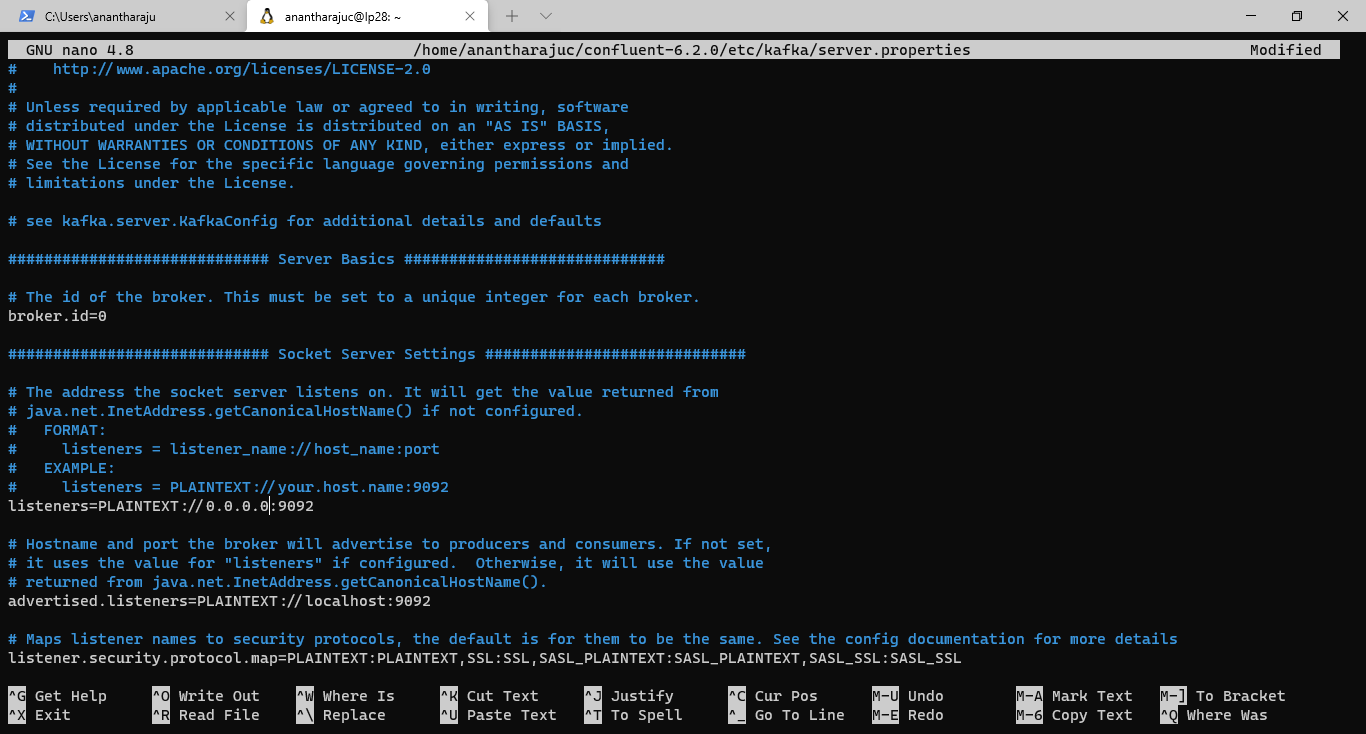 C:\Users\anantharaju
anantharajuc@lp28: ~
GNU nano 4.8 /home/anantharajuc/confluent-6.2.0/etc/kafka/server.properties Modified
#    http://www.apache.org/licenses/LICENSE-2.0
#
# Unless required by applicable law or agreed to in writing, software
# distributed under the License is distributed on an "AS IS" BASIS,
# WITHOUT WARRANTIES OR CONDITIONS OF ANY KIND, either express or implied.
# See the License for the specific language governing permissions and
# limitations under the License.
# see kafka.server.KafkaConfig for additional details and defaults
############################# Server Basics #############################
# The id of the broker. This must be set to a unique integer for each broker.
broker.id=0
############################# Socket Server Settings #############################
# The address the socket server listens on. It will get the value returned from
# java.net.InetAddress.getCanonicalHostName() if not configured.
#   FORMAT:
#     listeners = listener_name://host_name:port
#   EXAMPLE:
#     listeners = PLAINTEXT://your.host.name:9092
listeners=PLAINTEXT://0.0.0.0:9092
# Hostname and port the broker will advertise to producers and consumers. If not set,
# it uses the value for "listeners" if configured.  Otherwise, it will use the value
# returned from java.net.InetAddress.getCanonicalHostName().
advertised.listeners=PLAINTEXT://localhost:9092
# Maps listener names to security protocols, the default is for them to be the same. See the config documentation for more details
listener.security.protocol.map=PLAINTEXT:PLAINTEXT,SSL:SSL,SASL_PLAINTEXT:SASL_PLAINTEXT,SASL_SSL:SASL_SSL
^G Get Help ^O Write Out ^W Where Is ^K Cut Text ^J Justify ^C Cur Pos M-U Undo M-A Mark Text M-] To Bracket
^X Exit ^R Read File ^\ Replace ^U Paste Text ^T To Spell ^_ Go To Line M-E Redo M-6 Copy Text ^Q Where Was